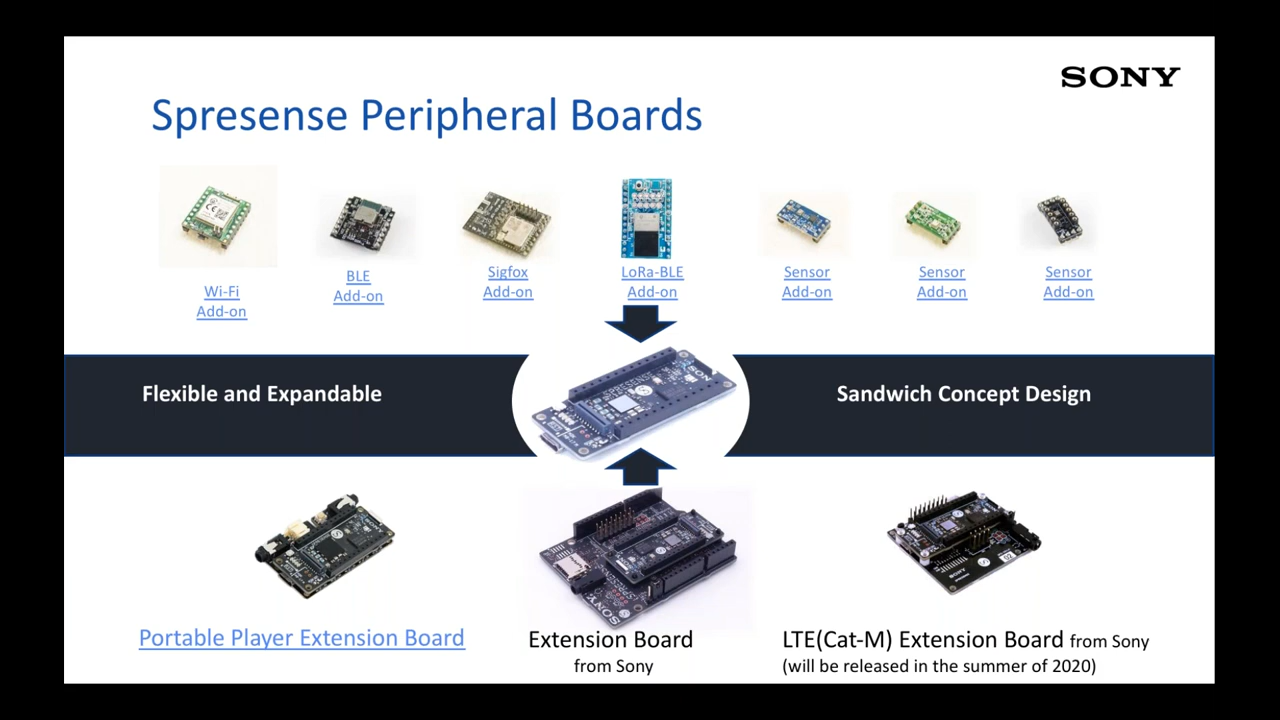 SONY
Spresense Peripheral Boards
Wi-Fi
Add-on
BLE
Add-on
Sigfox
Add-on
LoRa-BLE
Add-on
Sensor
Add-on
Sensor
Add-on
Sensor
Add-on
Flexible and Expandable
Sandwich Concept Design
Portable Player Extension Board
Extension Board
from Sony
LTE(Cat-M) Extension Board from Sony
(will be released in the summer of 2020)